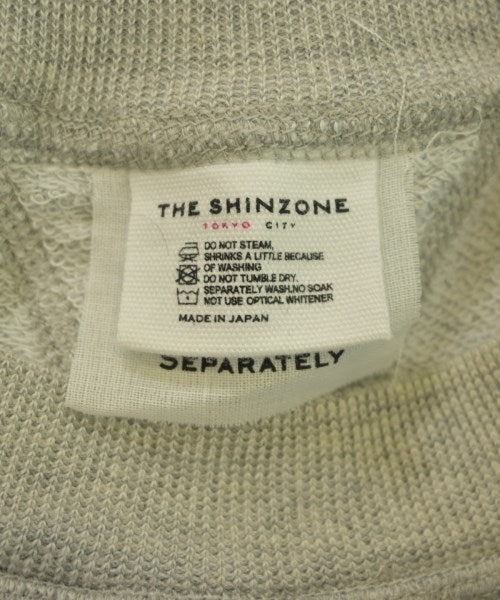 THE SHINZONE
TOKYO CITY
DO NOT STEAM,
SHRINKS A LITTLE BECAUSE
OF WASHING
DO NOT TUMBLE DRY.
SEPARATELY WASH.NO SOAK
NOT USE OPTICAL WHITENER
MADE IN JAPAN
SEPARATELY